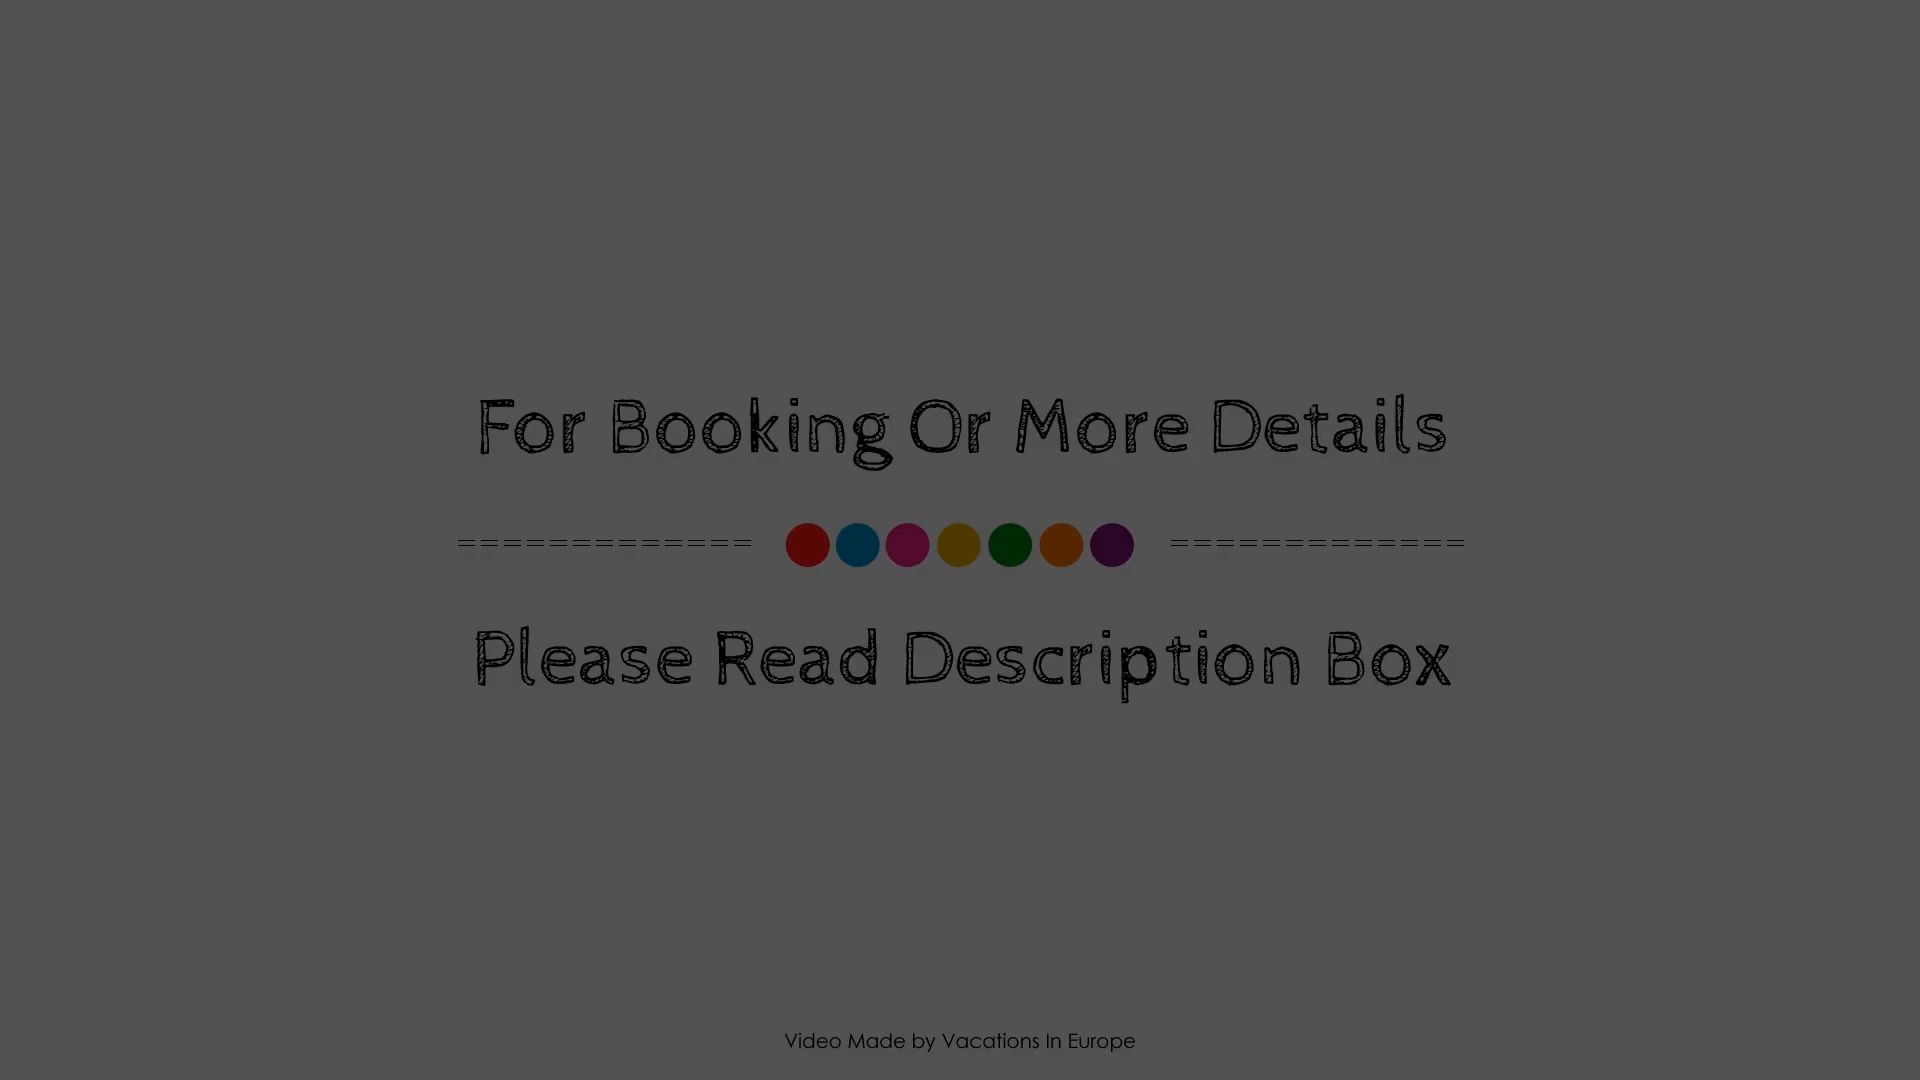 For Booking Or More Details
============= =============
Please Read Description Box
Video Made by Vacations In Europe